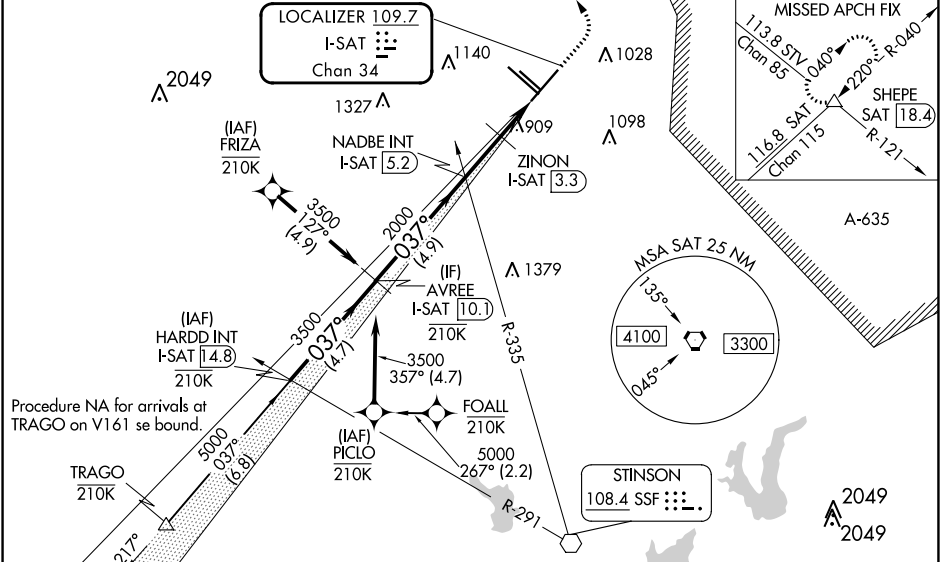 LOCALIZER 109.7
I-SAT
Chan 34
1140
1028
2049
1327
909
1098
MISSED APCH FIX
113.8 STV
Chan 85
040°
R-040
220°
SHEPE
SAT 18.4
116.8 SAT
Chan 115
R-121
(IAF)
FRIZA
210K
NADBE INT
I-SAT 5.2
ZINON
I-SAT 3.3
3500
127°
(4.9)
2000
037°
(4.9)
A-635
1379
(IF)
AVREE
I-SAT 10.1
210K
MSA SAT 25 NM
135°
4100
3300
045°
(IAF)
HARDD INT
I-SAT 14.8
210K
3500
037°
(4.7)
R-335
3500
357° (4.7)
Procedure NA for arrivals at
TRAGO on V161 se bound.
FOALL
210K
(IAF)
PICLO
210K
5000
267° (2.2)
5000
037°
(6.8)
TRAGO
210K
R-291
STINSON
108.4 SSF
2049
2049
217°